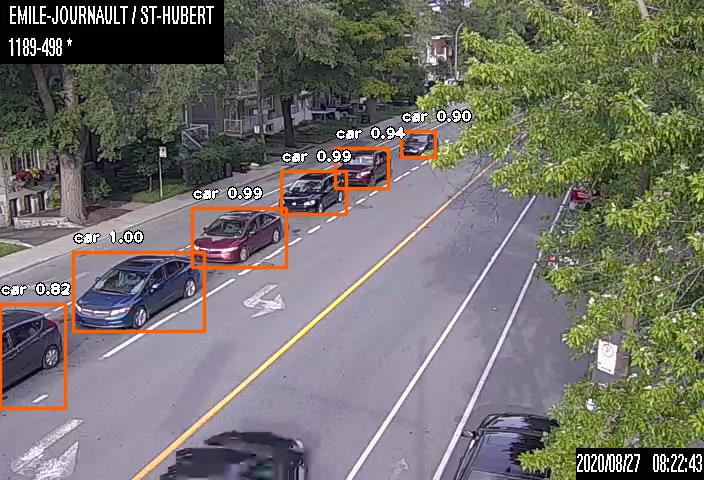 EMILE-JOURNAULT / ST-HUBERT
1189-498 *
car 0.90
car 0.94
car 0.99
car 0.99
car 1.00
car 0.82
2020/08/27 08:22:43